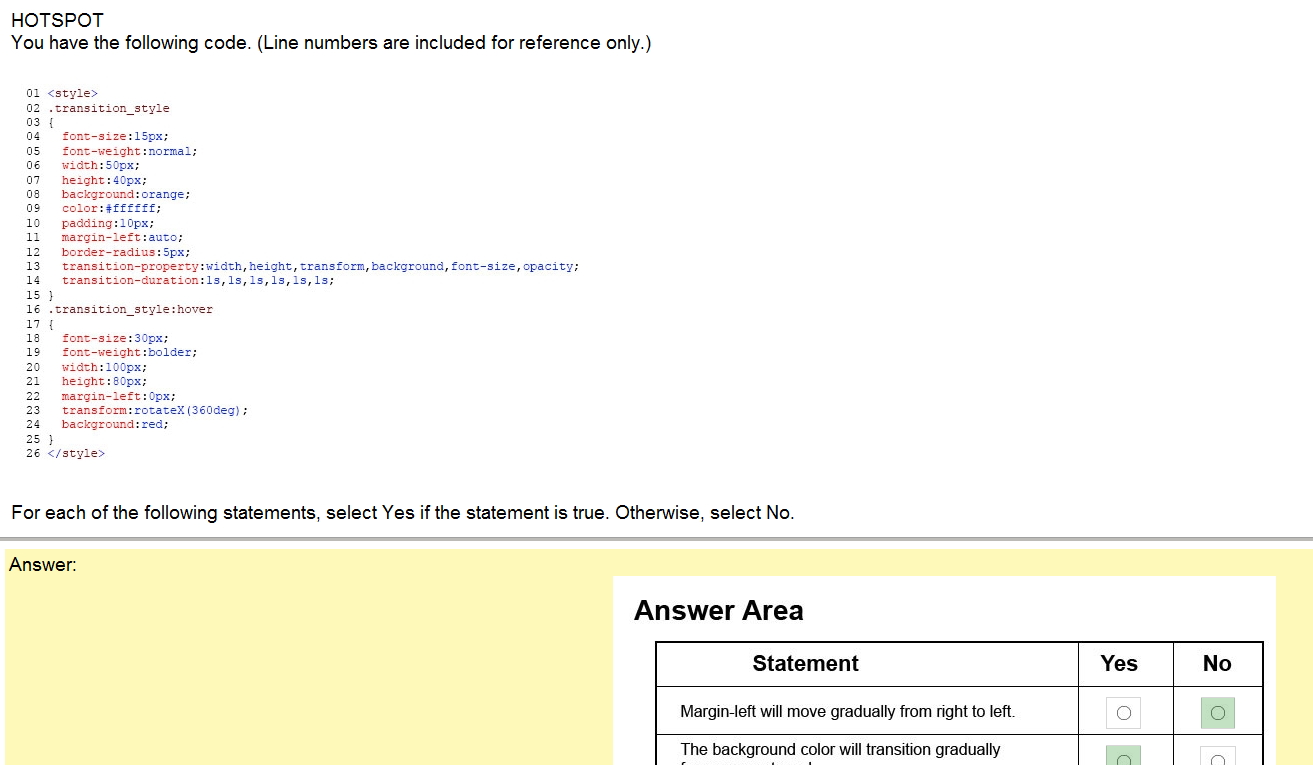 HOTSPOT
You have the following code. (Line numbers are included for reference only.)
01 <style>
02 .transition_style
03 {
04 font-size:15px;
05 font-weight:normal;
06 width:50px;
07 height:40px;
08 background:orange;
09 color:#ffffff;
10 padding:10px;
11 margin-left:auto;
12 border-radius:5px;
13 transition-property:width,height,transform,background,font-size,opacity;
14 transition-duration:1s,1s,1s,1s,1s,1s;
15 }
16 .transition_style:hover
17 {
18 font-size:30px;
19 font-weight:bolder;
20 width:100px;
21 height:80px;
22 margin-left:0px;
23 transform:rotateX(360deg);
24 background:red;
25 }
26 </style>
For each of the following statements, select Yes if the statement is true. Otherwise, select No.
Answer:
Answer Area
Statement Yes No
Margin-left will move gradually from right to left.
The background color will transition gradually